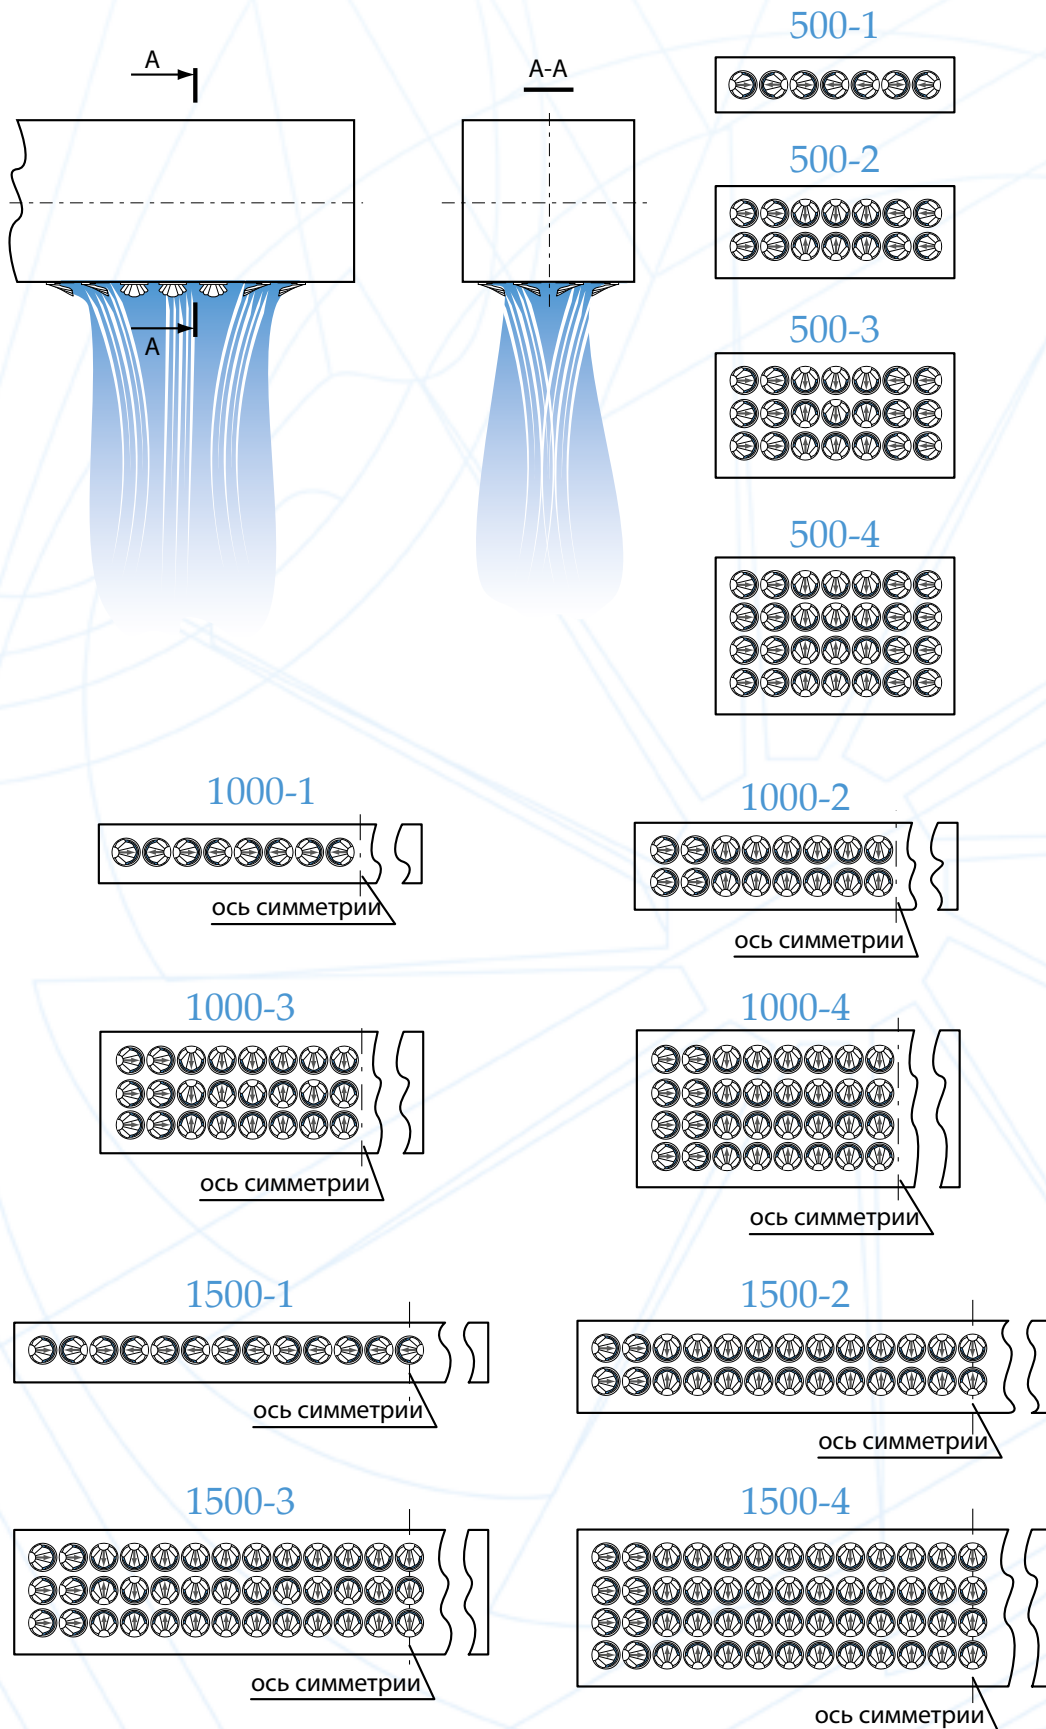 500-1
A
A-A
500-2
500-3
A
500-4
1000-1
1000-2
ось симметрии
ось симметрии
1000-3
1000-4
ось симметрии
ось симметрии
1500-1
1500-2
ось симметрии
ось симметрии
1500-3
1500-4
ось симметрии
ось симметрии